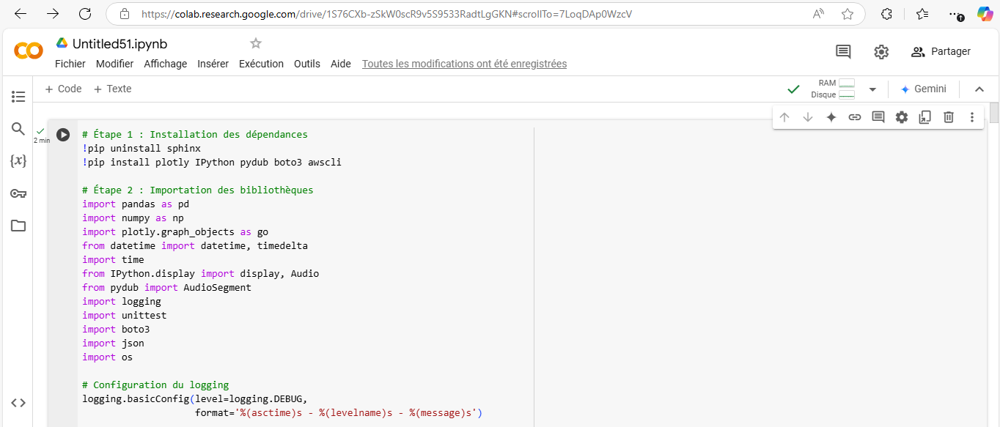 https://colab.research.google.com/drive/1S76CXb-zSkW0scR9v5S9533RadtLgGKN#scrollTo=7LoqDAp0WzcV
Untitled51.ipynb
Fichier Modifier Affichage Insérer Exécution Outils Aide Toutes les modifications ont été enregistrées
Partager
+ Code + Texte
RAM
Disque
Gemini
2 min
# Étape 1 : Installation des dépendances
!pip uninstall sphinx
!pip install plotly IPython pydub boto3 awscli
# Étape 2 : Importation des bibliothèques
import pandas as pd
import numpy as np
import plotly.graph_objects as go
from datetime import datetime, timedelta
import time
from IPython.display import display, Audio
from pydub import AudioSegment
import logging
import unittest
import boto3
import json
import os
# Configuration du logging
logging.basicConfig(level=logging.DEBUG,
format='%(asctime)s - %(levelname)s - %(message)s')